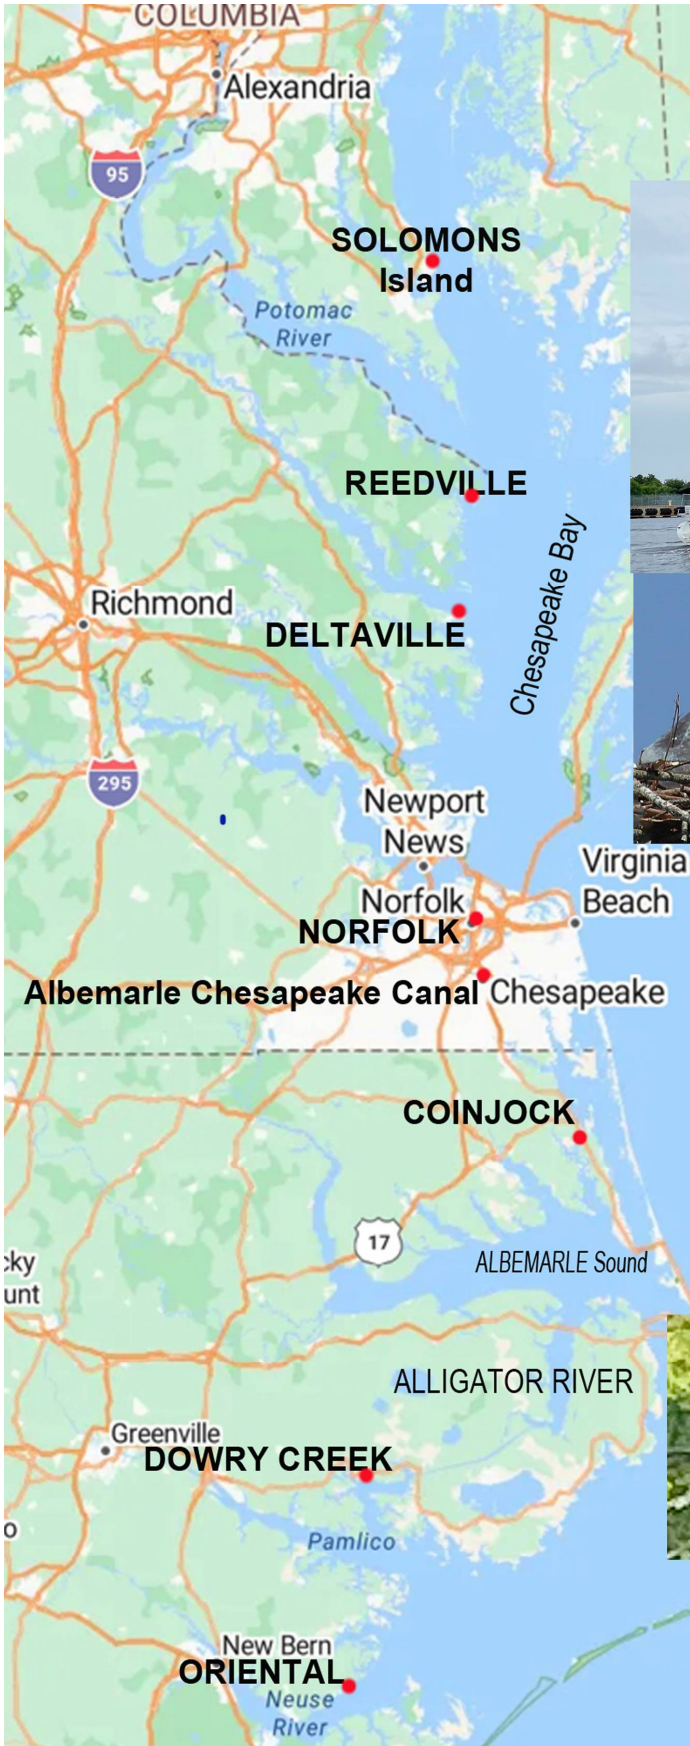 COLUMBIA
Alexandria
95
SOLOMONS
Island
Potomac
River
REEDVILLE
Chesapeake Bay
Richmond
DELTAVILLE
295
Newport
News
Virginia
Beach
Norfolk
NORFOLK
Albemarle Chesapeake Canal
Chesapeake
COINJOCK
17
ALBEMARLE Sound
cky
unt
ALLIGATOR RIVER
Greenville
DOWRY CREEK
o
Pamlico
New Bern
ORIENTAL
Neuse
River